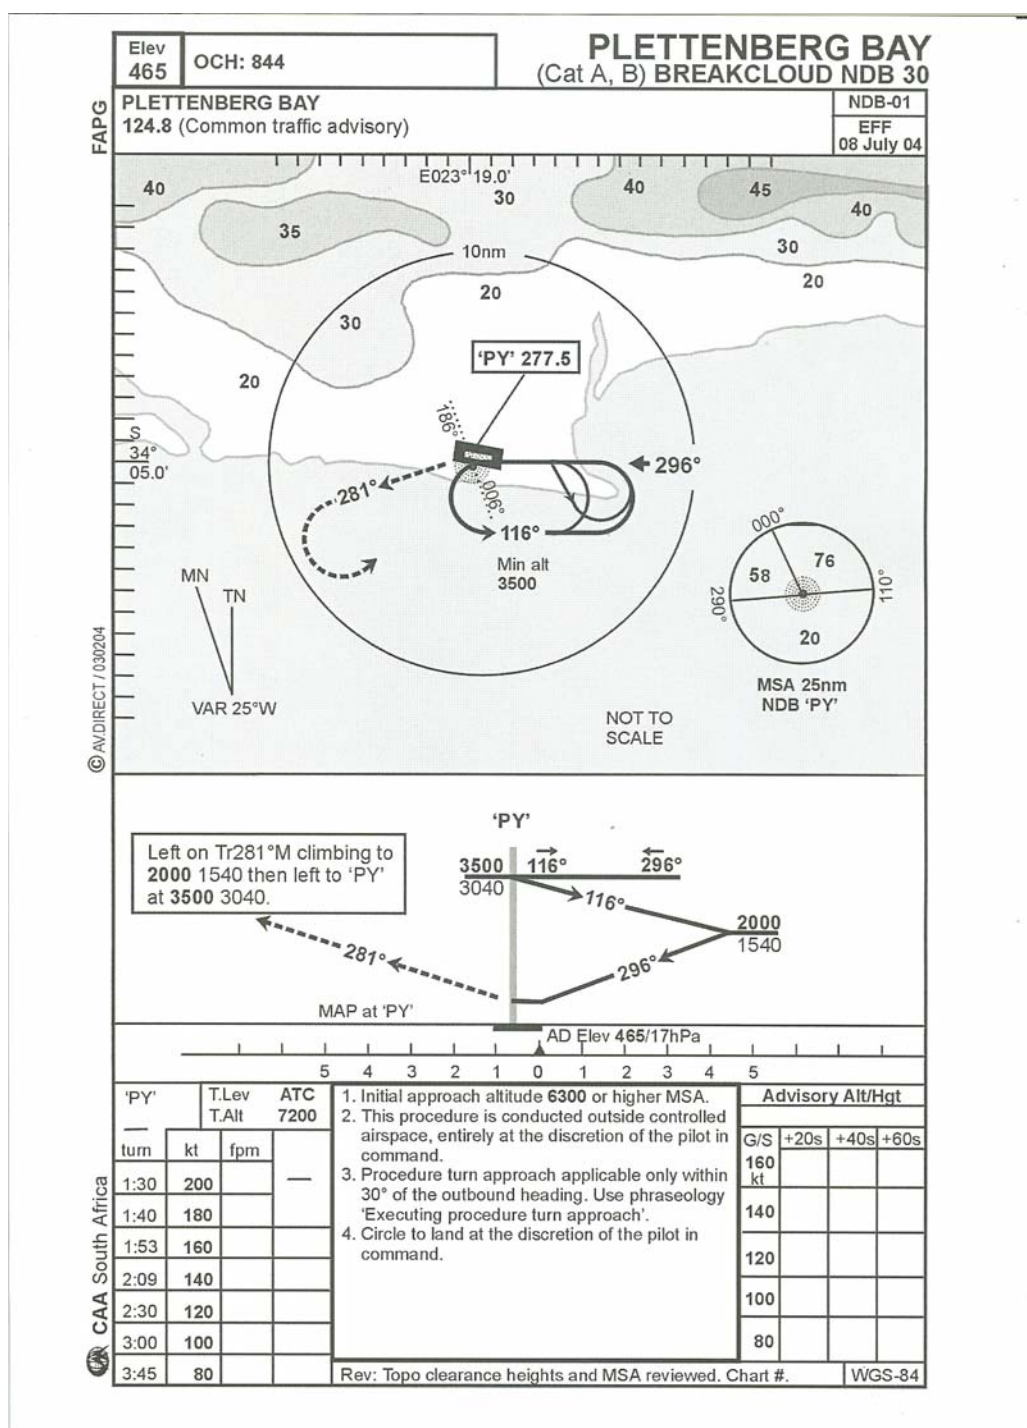 Elev
465
OCH: 844
PLETTENBERG BAY
(Cat A, B) BREAKCLOUD NDB 30
FAPG
PLETTENBERG BAY
124.8 (Common traffic advisory)
NDB-01
EFF
08 July 04
E023° 19.0'
40
30
40
45
40
35
30
10nm
20
20
30
20
'PY' 277.5
186°
S
34°
05.0'
296°
281°
006°
116°
Min alt
3500
000°
58
76
290°
110°
20
MSA 25nm
NDB 'PY'
MN
TN
VAR 25°W
NOT TO
SCALE
© AV.DIRECT / 030204
'PY'
Left on Tr281°M climbing to
2000 1540 then left to 'PY'
at 3500 3040.
3500
3040
116°
296°
116°
2000
1540
281°
296°
MAP at 'PY'
AD Elev 465/17hPa
5 4 3 2 1 0 1 2 3 4 5
'PY'
T.Lev ATC
T.Alt 7200
turn kt fpm
1:30 200 —
1:40 180
1:53 160
2:09 140
2:30 120
3:00 100
3:45 80
1. Initial approach altitude 6300 or higher MSA.
2. This procedure is conducted outside controlled
airspace, entirely at the discretion of the pilot in
command.
3. Procedure turn approach applicable only within
30° of the outbound heading. Use phraseology
'Executing procedure turn approach'.
4. Circle to land at the discretion of the pilot in
command.
Advisory Alt/Hgt
G/S +20s +40s +60s
160
kt
140
120
100
80
Rev: Topo clearance heights and MSA reviewed. Chart #.
WGS-84
CAA South Africa